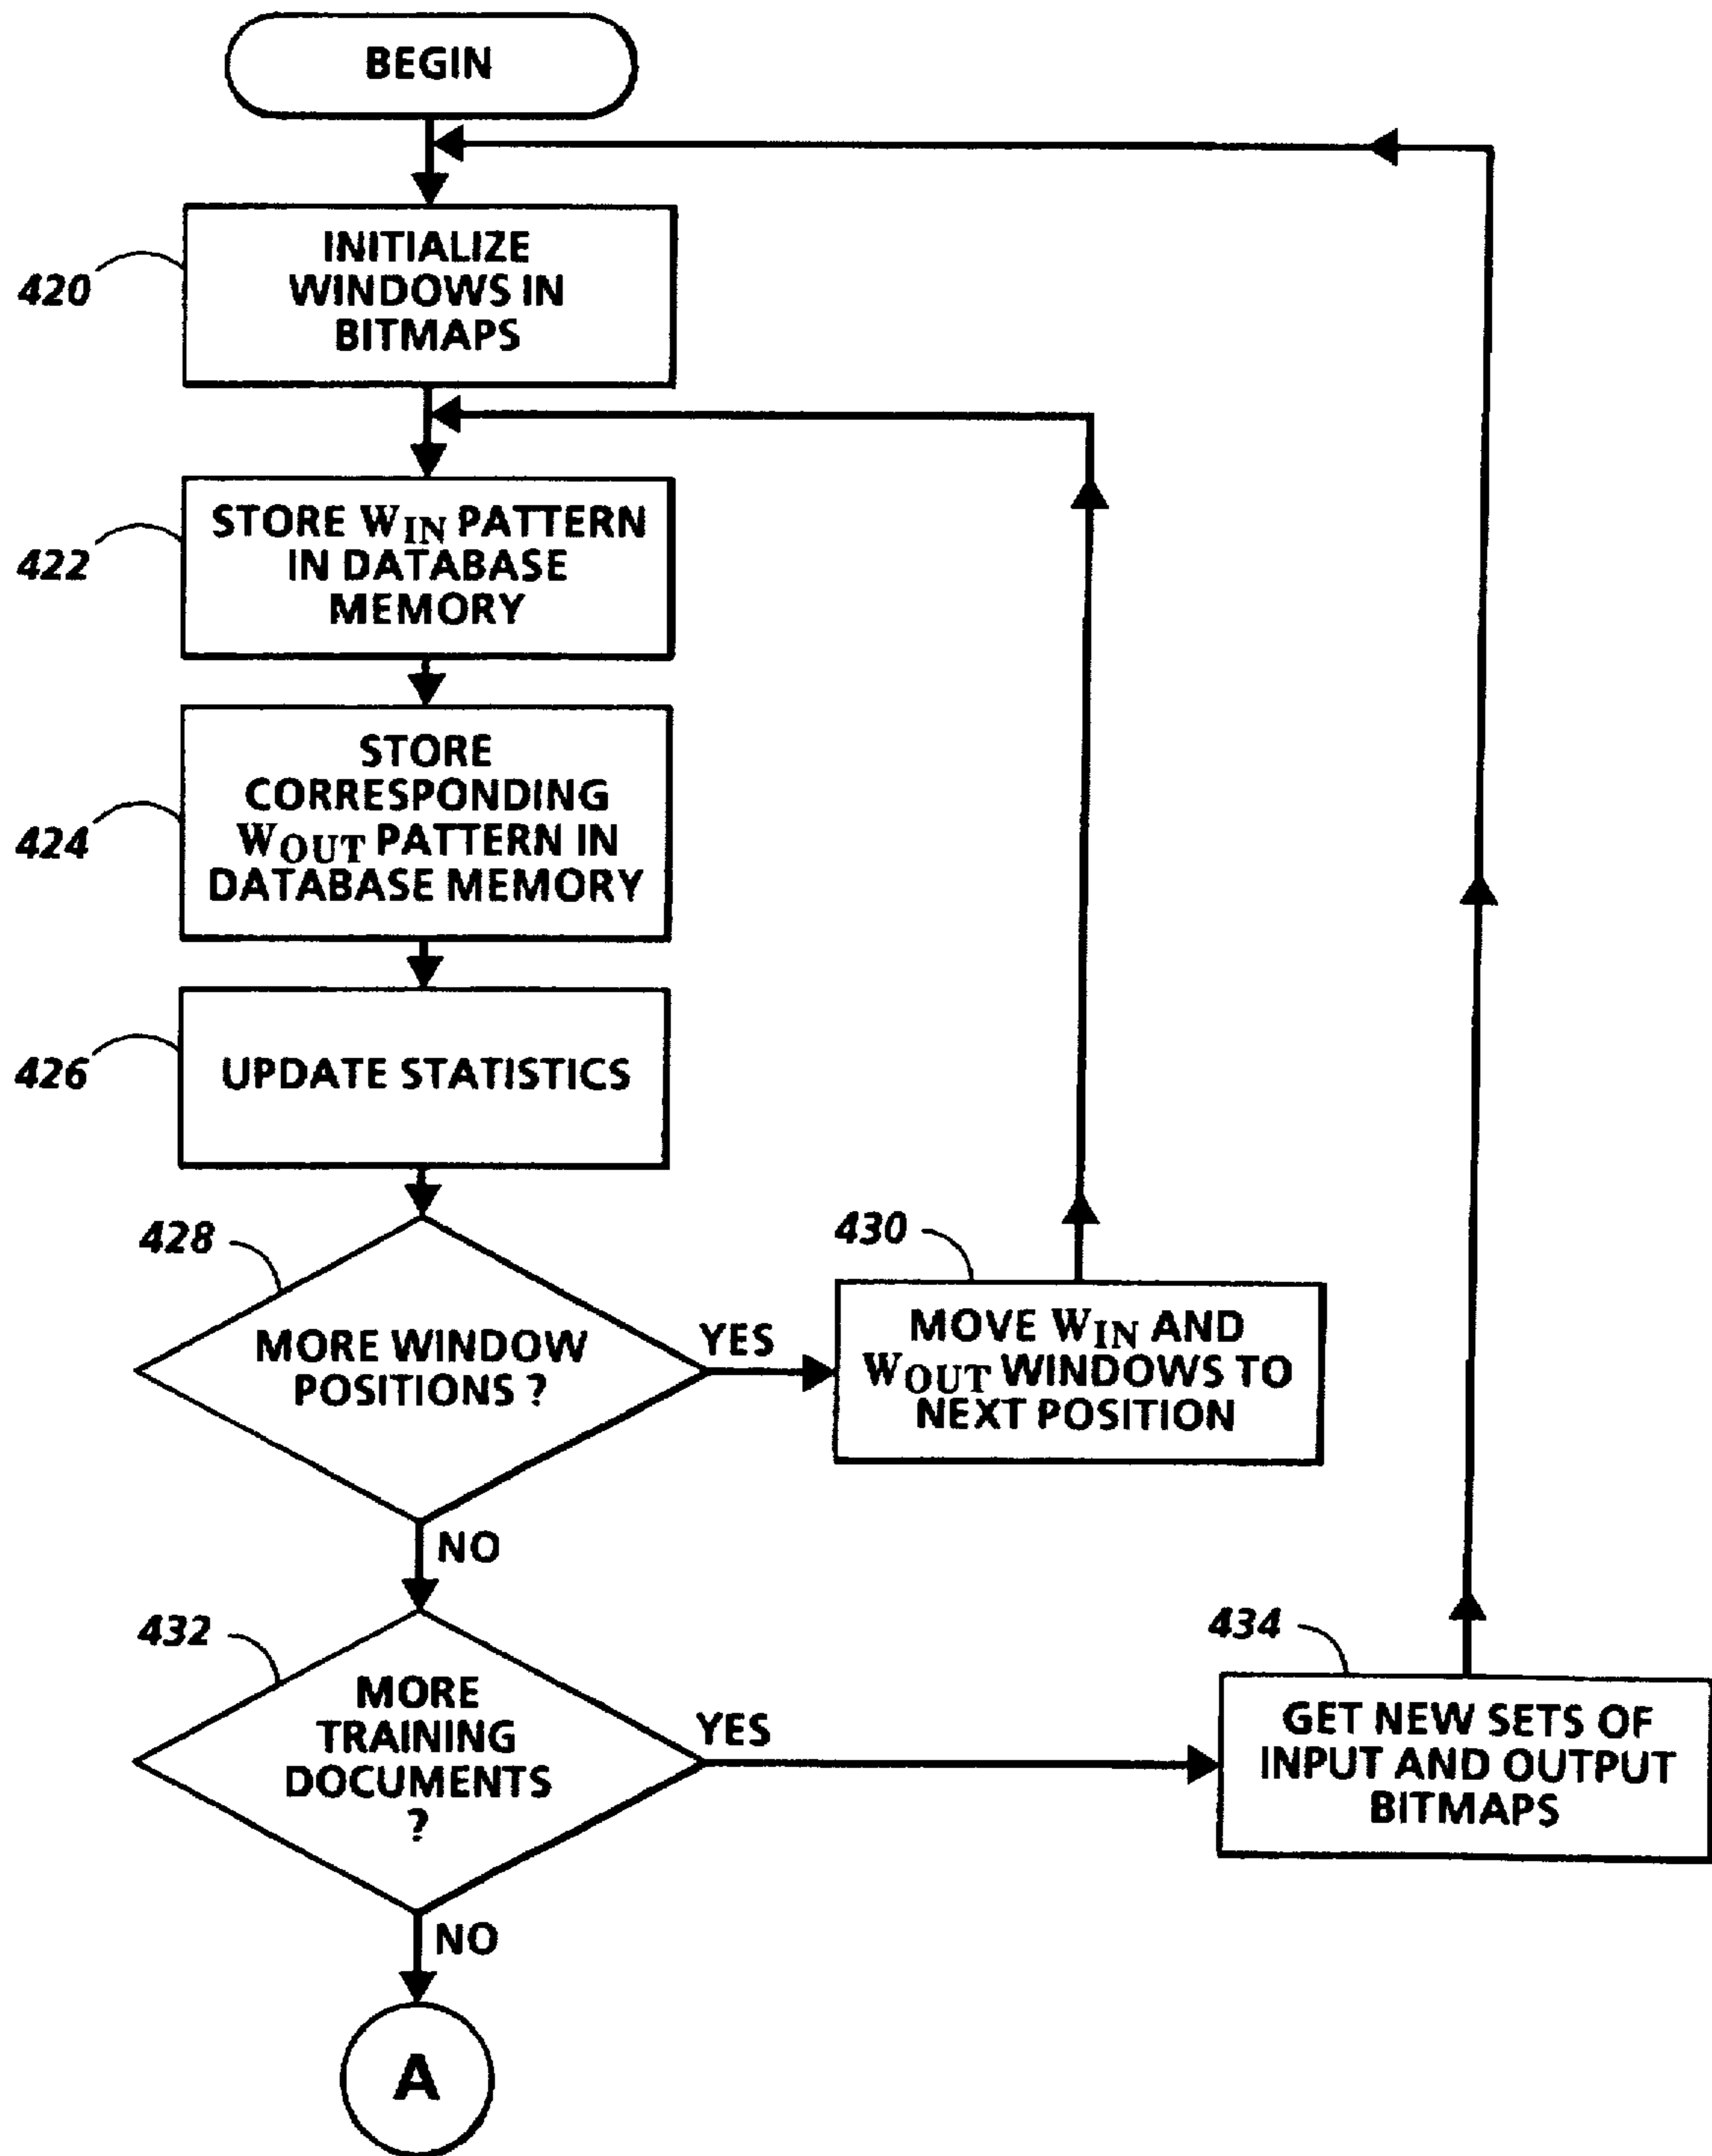 BEGIN
420
INITIALIZE
WINDOWS IN
BITMAPS
422
STORE WIN PATTERN
IN DATABASE
MEMORY
424
STORE
CORRESPONDING
WOUT PATTERN IN
DATABASE MEMORY
426
UPDATE STATISTICS
428
MORE WINDOW
POSITIONS ?
YES
430
MOVE WIN AND
WOUT WINDOWS TO
NEXT POSITION
NO
432
MORE
TRAINING
DOCUMENTS
?
YES
434
GET NEW SETS OF
INPUT AND OUTPUT
BITMAPS
NO
A